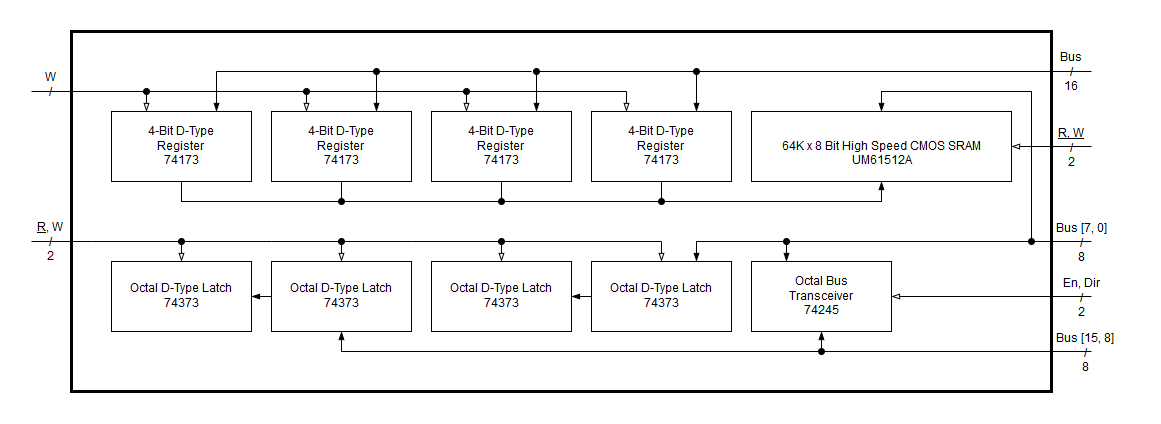 Bus
16
W
4-Bit D-Type
Register
74173
4-Bit D-Type
Register
74173
4-Bit D-Type
Register
74173
4-Bit D-Type
Register
74173
64K x 8 Bit High Speed CMOS SRAM
UM61512A
R, W
2
R, W
2
Bus [7, 0]
8
Octal D-Type Latch
74373
Octal D-Type Latch
74373
Octal D-Type Latch
74373
Octal D-Type Latch
74373
Octal Bus
Transceiver
74245
En, Dir
2
Bus [15, 8]
8